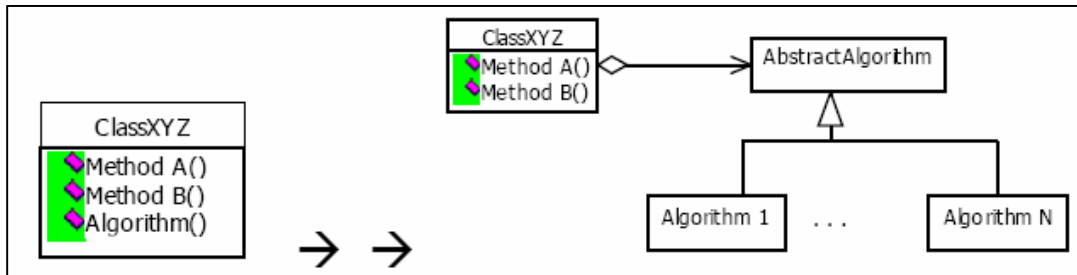 ClassXYZ
Method A()
Method B()
Algorithm()
ClassXYZ
Method A()
Method B()
AbstractAlgorithm
Algorithm 1
. . .
Algorithm N